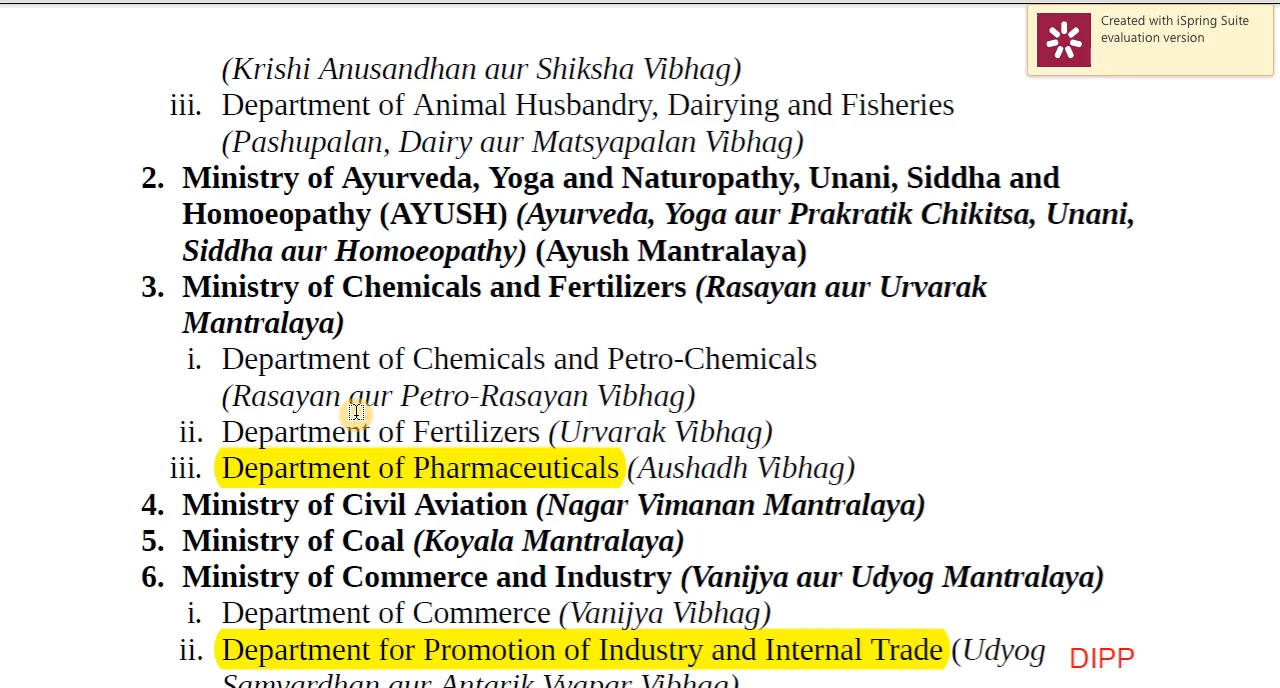 Created with iSpring Suite
evaluation version
(Krishi Anusandhan aur Shiksha Vibhag)
iii. Department of Animal Husbandry, Dairying and Fisheries
(Pashupalan, Dairy aur Matsyapalan Vibhag)
2. Ministry of Ayurveda, Yoga and Naturopathy, Unani, Siddha and
Homoeopathy (AYUSH) (Ayurveda, Yoga aur Prakratik Chikitsa, Unani,
Siddha aur Homoeopathy) (Ayush Mantralaya)
3. Ministry of Chemicals and Fertilizers (Rasayan aur Urvarak
Mantralaya)
i. Department of Chemicals and Petro-Chemicals
(Rasayan aur Petro-Rasayan Vibhag)
ii. Department of Fertilizers (Urvarak Vibhag)
iii. Department of Pharmaceuticals (Aushadh Vibhag)
4. Ministry of Civil Aviation (Nagar Vimanan Mantralaya)
5. Ministry of Coal (Koyala Mantralaya)
6. Ministry of Commerce and Industry (Vanijya aur Udyog Mantralaya)
i. Department of Commerce (Vanijya Vibhag)
ii. Department for Promotion of Industry and Internal Trade (Udyog DIPP
Samvardhan aur Antarik Vyapar Vibhag)